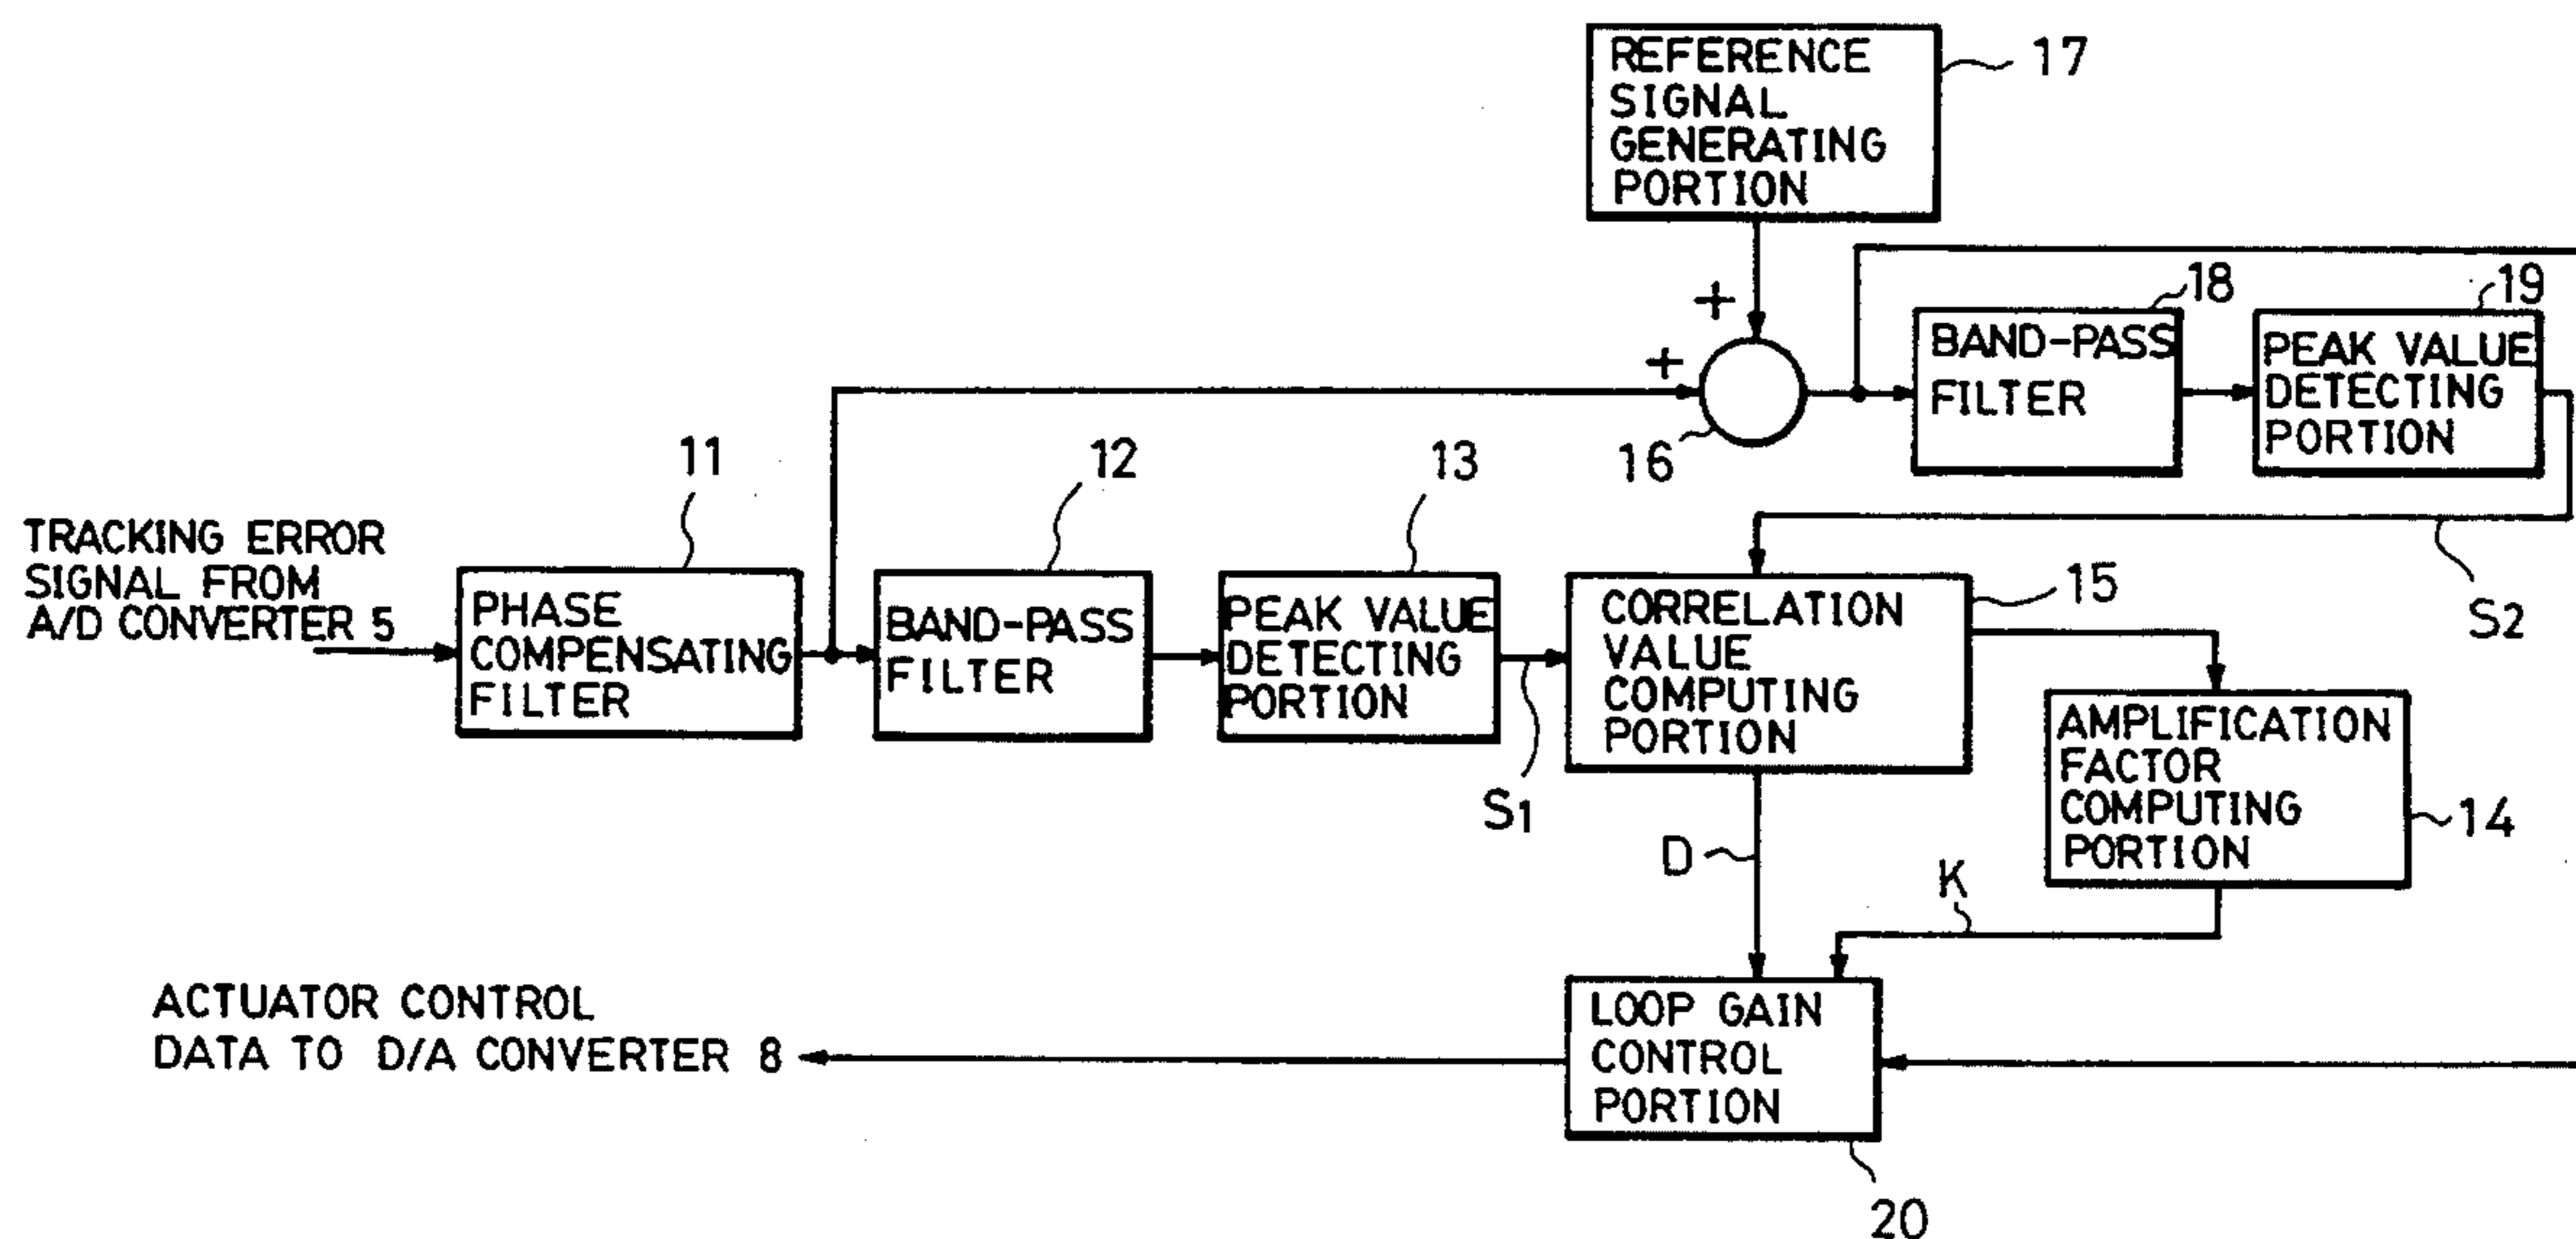 REFERENCE
SIGNAL
GENERATING
PORTION
17
+
+
16
18
BAND-PASS
FILTER
19
PEAK VALUE
DETECTING
PORTION
TRACKING ERROR
SIGNAL FROM
A/D CONVERTER 5
11
PHASE
COMPENSATING
FILTER
12
BAND-PASS
FILTER
13
PEAK VALUE
DETECTING
PORTION
S1
15
CORRELATION
VALUE
COMPUTING
PORTION
S2
AMPLIFICATION
FACTOR
COMPUTING
PORTION
14
D
K
ACTUATOR CONTROL
DATA TO D/A CONVERTER 8
LOOP GAIN
CONTROL
PORTION
20